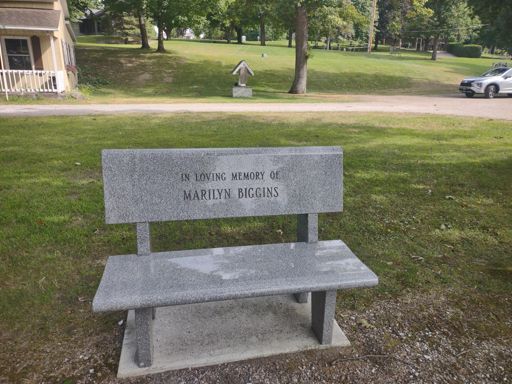 IN LOVING MEMORY OF
MARILYN BIGGINS